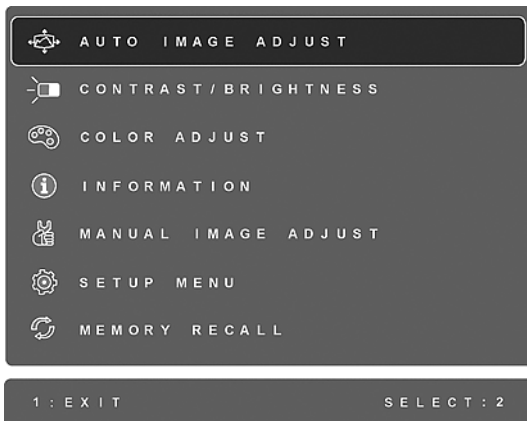 AUTO IMAGE ADJUST
CONTRAST/BRIGHTNESS
COLOR ADJUST
INFORMATION
MANUAL IMAGE ADJUST
SETUP MENU
MEMORY RECALL
1:EXIT SELECT:2